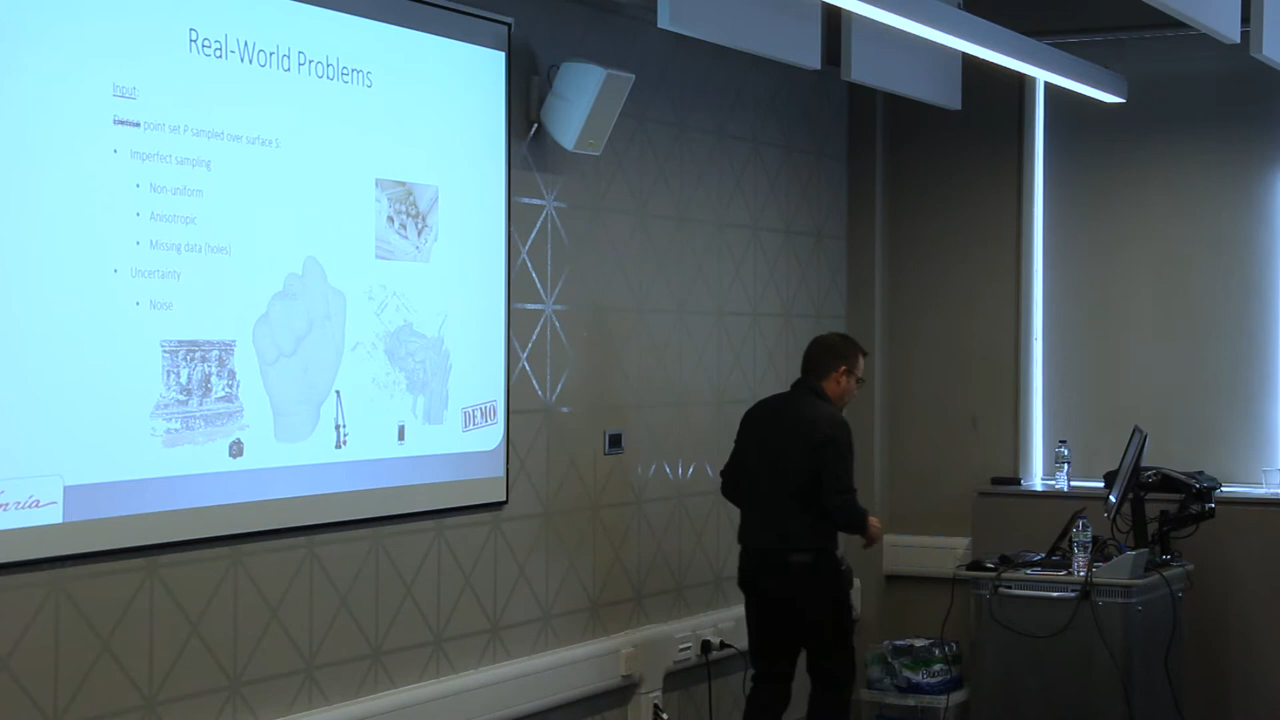 Real-World Problems
Input:
Dense point set P sampled over surface S:
• Imperfect sampling
• Non-uniform
• Anisotropic
• Missing data (holes)
• Uncertainty
• Noise
DEMO